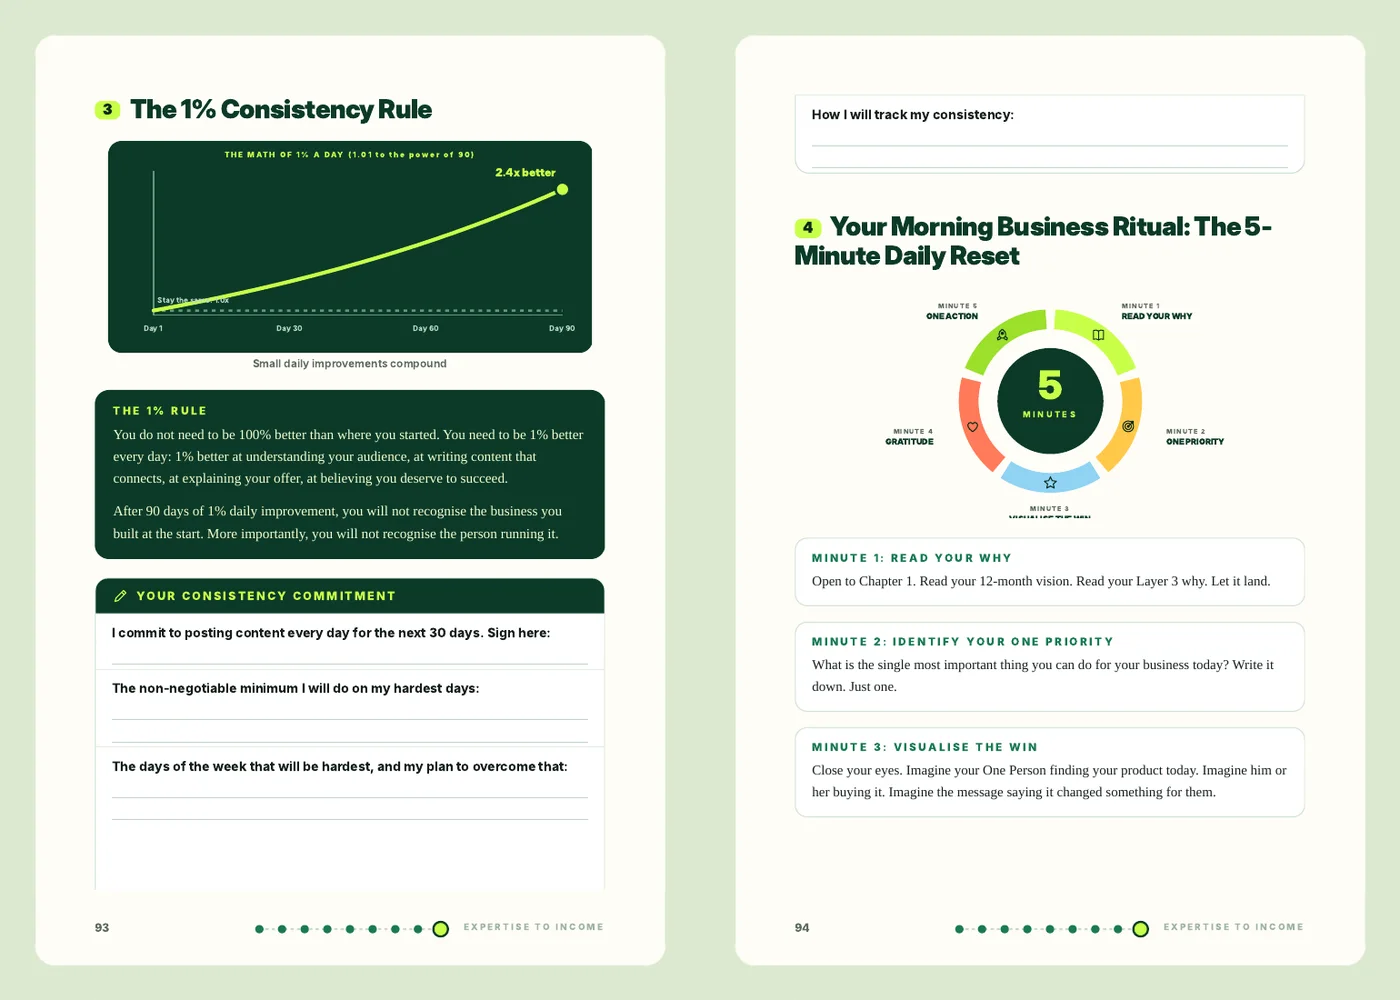 3 The 1% Consistency Rule
THE MATH OF 1% A DAY (1.01 to the power of 90)
2.4x better
Stay the same: 1.0x
Day 1 Day 30 Day 60 Day 90
Small daily improvements compound
THE 1% RULE
You do not need to be 100% better than where you started. You need to be 1% better
every day: 1% better at understanding your audience, at writing content that
connects, at explaining your offer, at believing you deserve to succeed.
After 90 days of 1% daily improvement, you will not recognise the business you
built at the start. More importantly, you will not recognise the person running it.
YOUR CONSISTENCY COMMITMENT
I commit to posting content every day for the next 30 days. Sign here:
The non-negotiable minimum I will do on my hardest days:
The days of the week that will be hardest, and my plan to overcome that:
93
EXPERTISE TO INCOME
How I will track my consistency:
4 Your Morning Business Ritual: The 5-
Minute Daily Reset
MINUTE 5
ONE ACTION
MINUTE 1
READ YOUR WHY
5
MINUTES
MINUTE 4
GRATITUDE
MINUTE 2
ONE PRIORITY
MINUTE 3
VISUALISE THE WIN
MINUTE 1: READ YOUR WHY
Open to Chapter 1. Read your 12-month vision. Read your Layer 3 why. Let it land.
MINUTE 2: IDENTIFY YOUR ONE PRIORITY
What is the single most important thing you can do for your business today? Write it
down. Just one.
MINUTE 3: VISUALISE THE WIN
Close your eyes. Imagine your One Person finding your product today. Imagine him or
her buying it. Imagine the message saying it changed something for them.
94
EXPERTISE TO INCOME